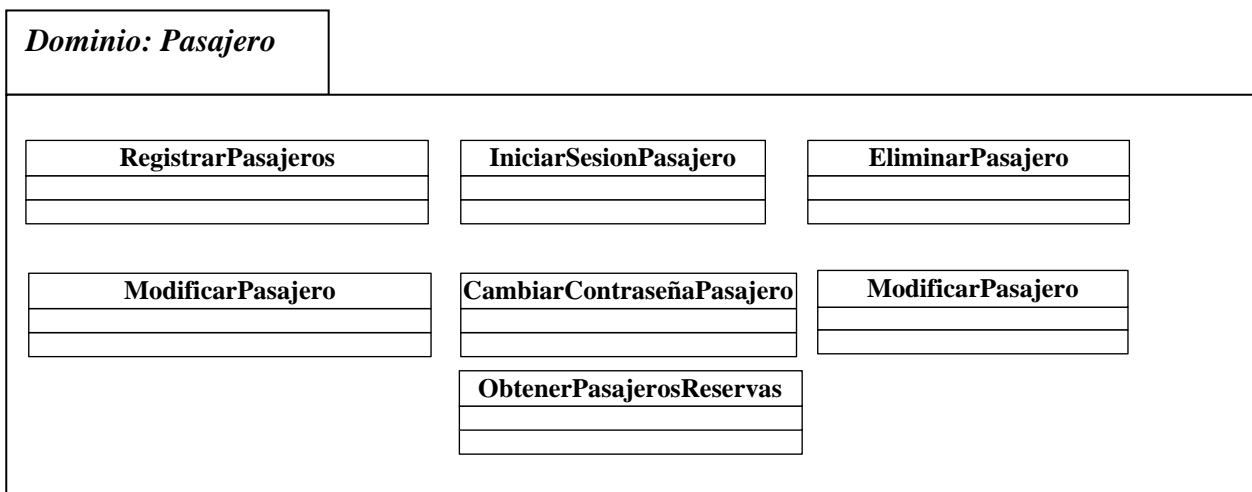 Dominio: Pasajero
RegistrarPasajeros
IniciarSesionPasajero
EliminarPasajero
ModificarPasajero
CambiarContraseñaPasajero
ModificarPasajero
ObtenerPasajerosReservas